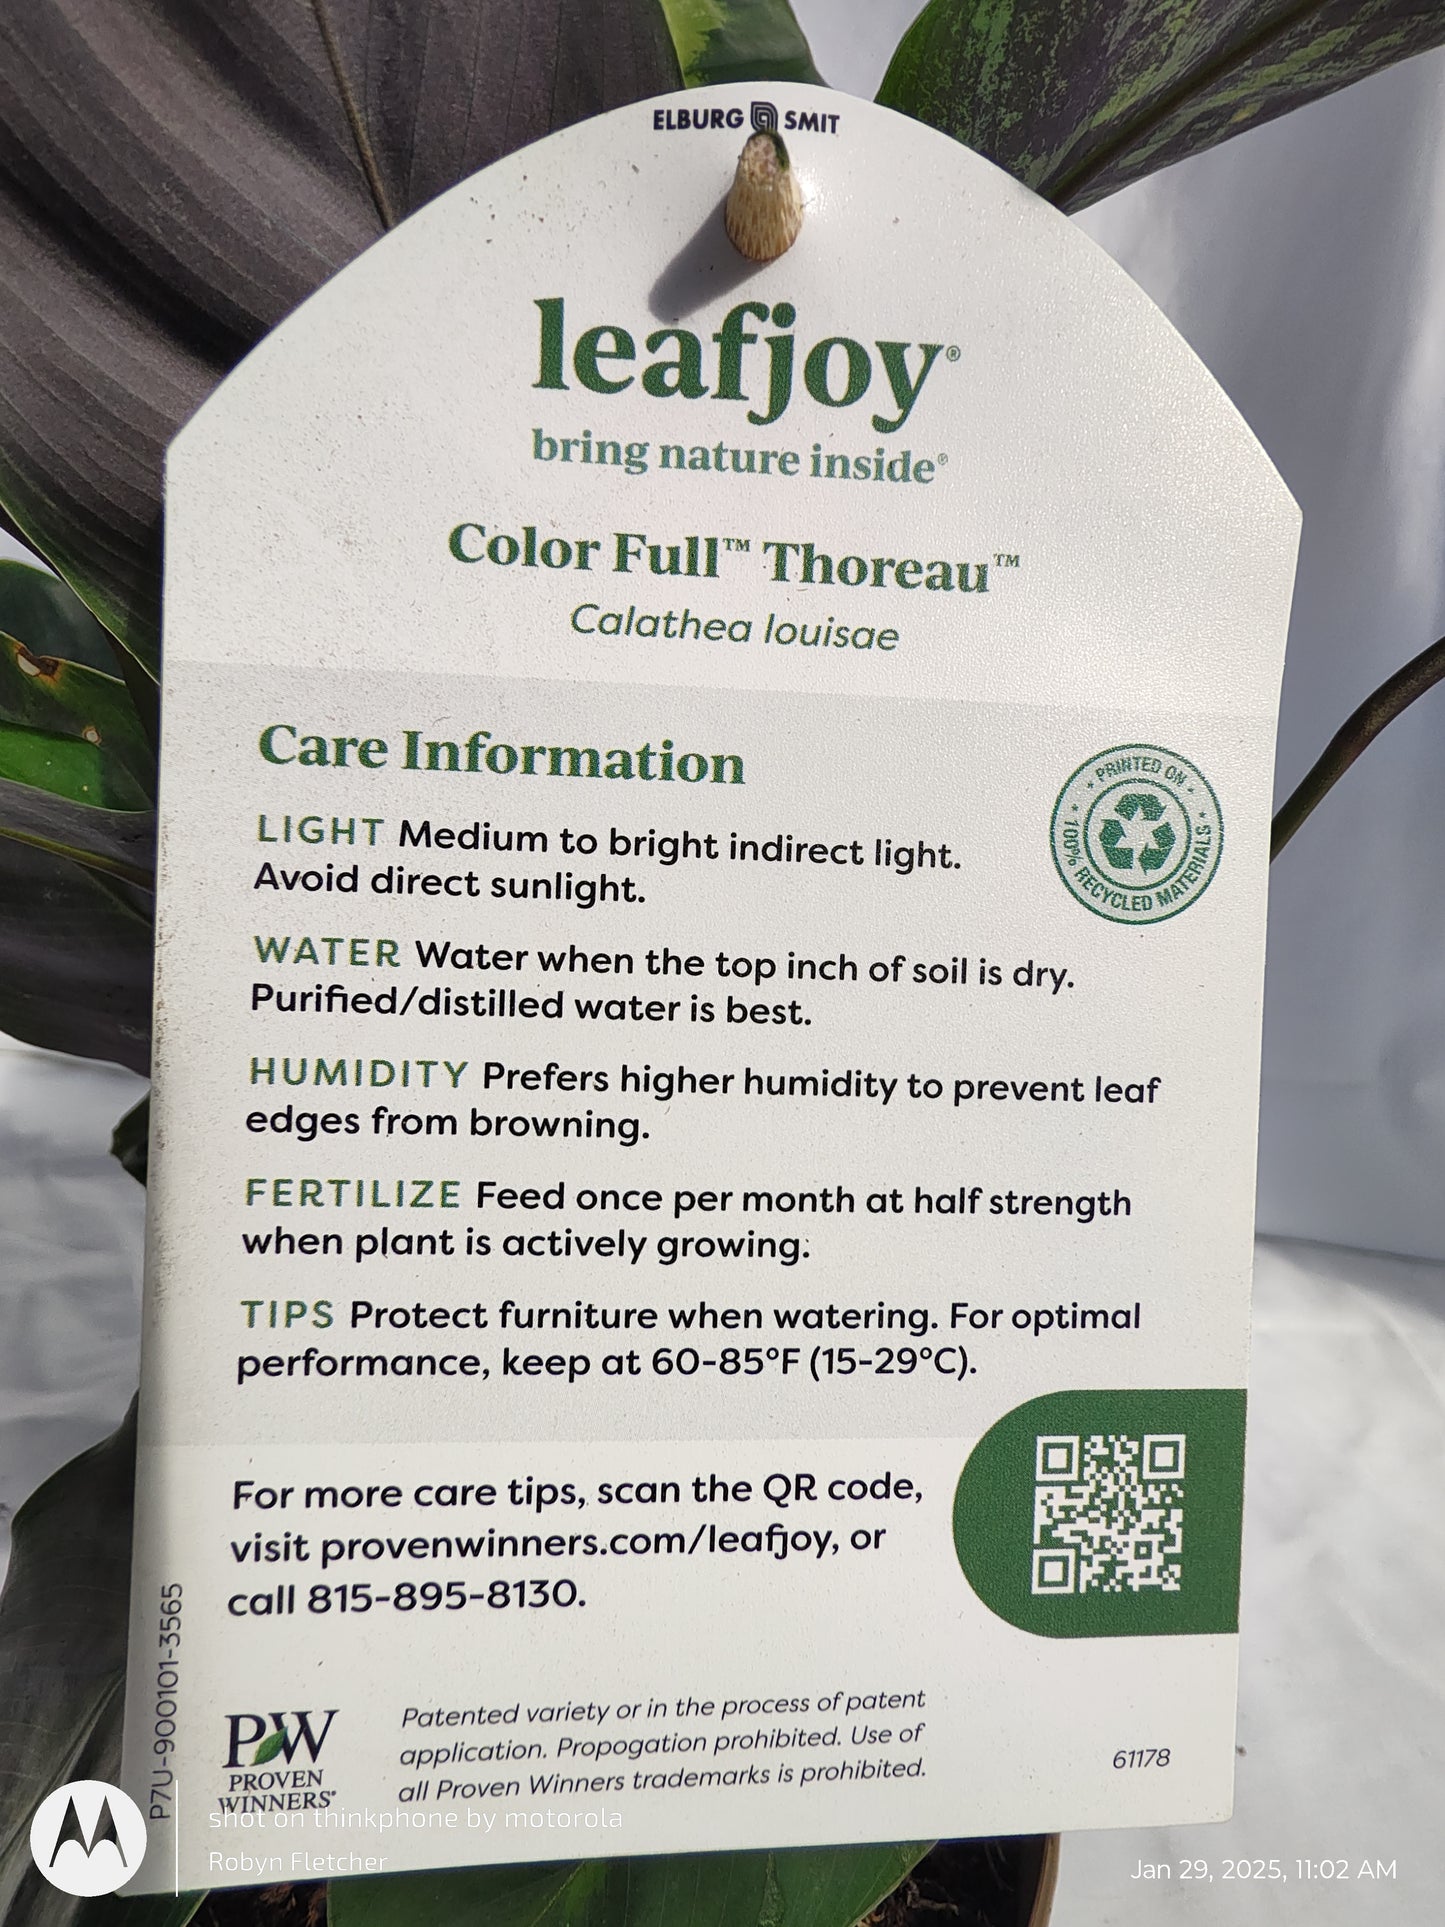 ELBURG SMIT
leafjoy®
bring nature inside®
Color Full™ Thoreau™
Calathea louisae
Care Information
PRINTED ON
100% RECYCLED MATERIALS
LIGHT Medium to bright indirect light.
Avoid direct sunlight.
WATER Water when the top inch of soil is dry.
Purified/distilled water is best.
HUMIDITY Prefers higher humidity to prevent leaf
edges from browning.
FERTILIZE Feed once per month at half strength
when plant is actively growing.
TIPS Protect furniture when watering. For optimal
performance, keep at 60-85°F (15-29°C).
For more care tips, scan the QR code,
visit provenwinners.com/leafjoy, or
call 815-895-8130.
P7U-900101-3565
PW
PROVEN
WINNERS®
Patented variety or in the process of patent
application. Propogation prohibited. Use of
all Proven Winners trademarks is prohibited.
61178
shot on thinkphone by motorola
Robyn Fletcher
Jan 29, 2025, 11:02 AM